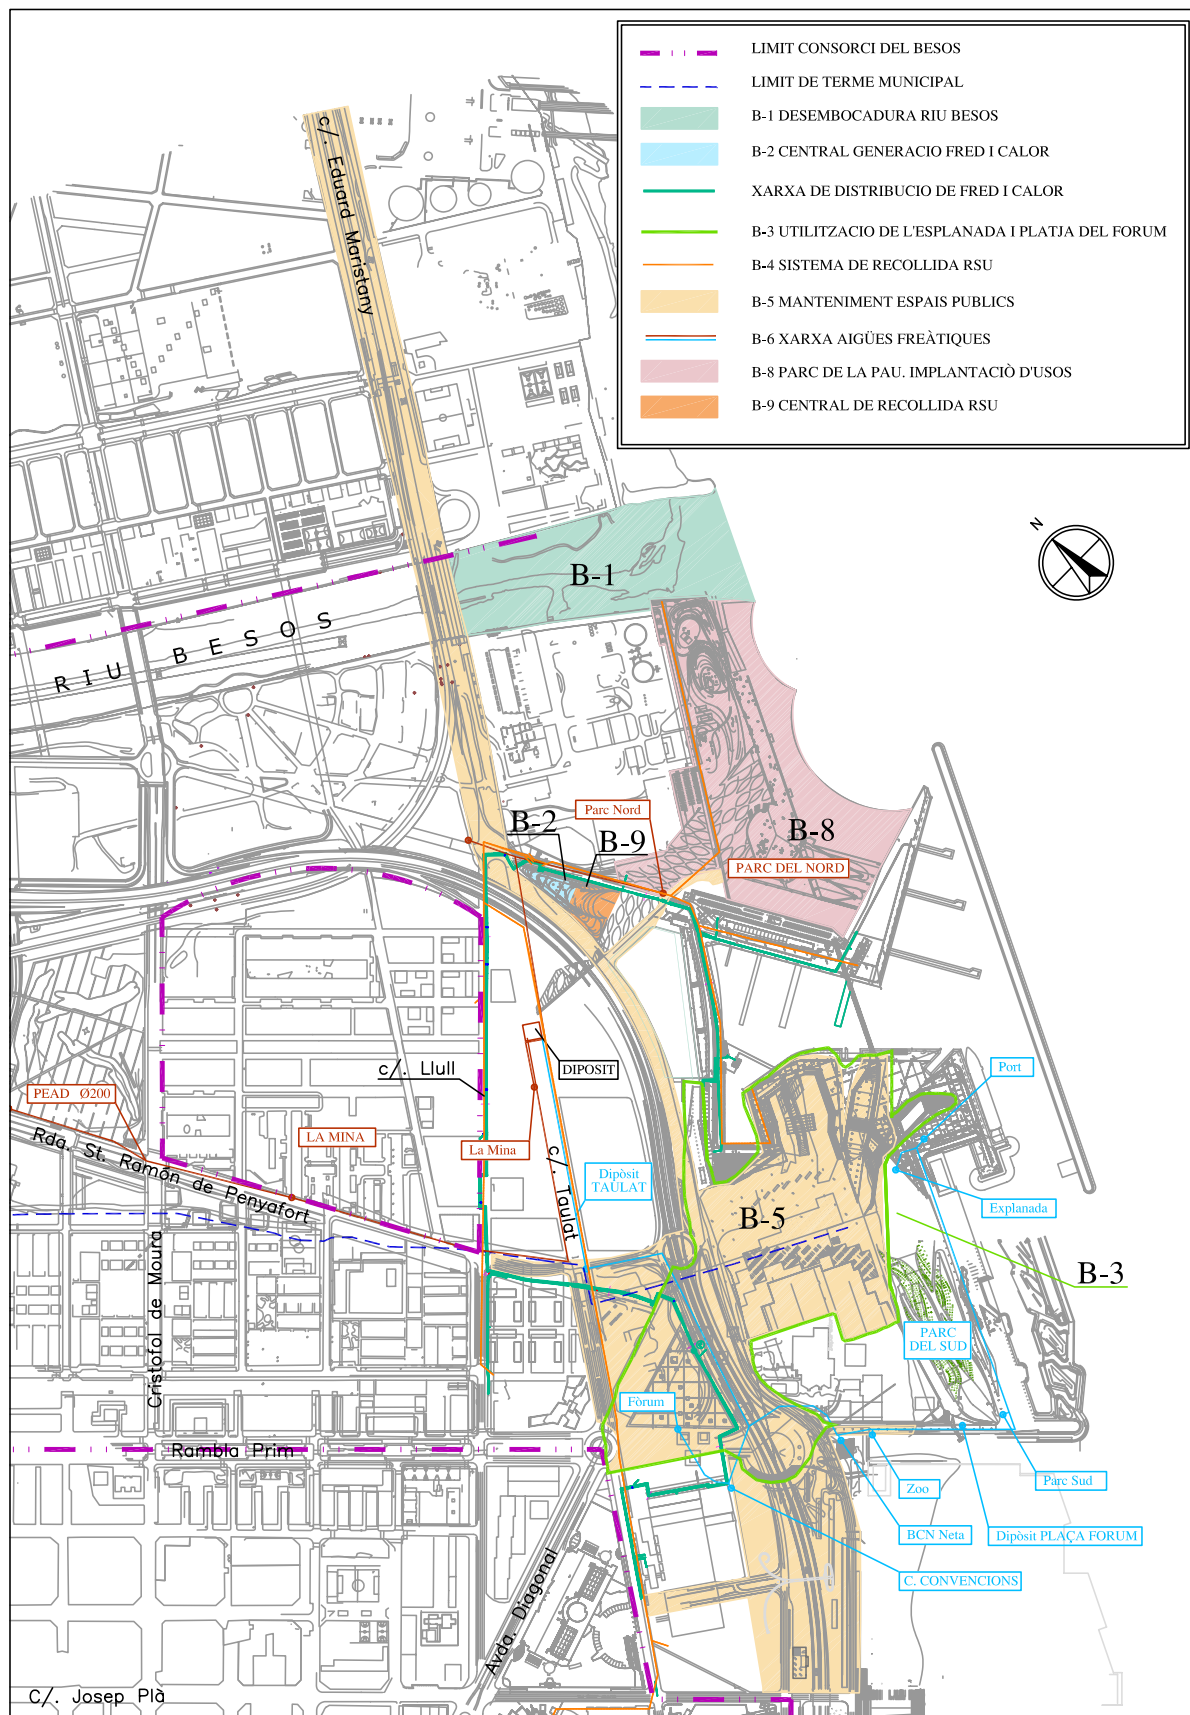 LIMIT CONSORCI DEL BESOS
LIMIT DE TERME MUNICIPAL
B-1 DESEMBOCADURA RIU BESOS
B-2 CENTRAL GENERACIO FRED I CALOR
XARXA DE DISTRIBUCIO DE FRED I CALOR
B-3 UTILITZACIO DE L'ESPLANADA I PLATJA DEL FORUM
B-4 SISTEMA DE RECOLLIDA RSU
B-5 MANTENIMENT ESPAIS PUBLICS
B-6 XARXA AIGÜES FREÀTIQUES
B-8 PARC DE LA PAU. IMPLANTACIÒ D'USOS
B-9 CENTRAL DE RECOLLIDA RSU
c/. Eduard Maristany
N
B-1
RIU BESOS
Parc Nord
B-2
B-9
B-8
PARC DEL NORD
DIPOSIT
c/. Llull
Port
PEAD Ø200
LA MINA
La Mina
Rda. St. Ramón de Penyafort
c/. Taulat
Dipòsit
TAULAT
Explanada
B-5
B-3
Cristofol de Moura
PARC
DEL SUD
Fòrum
Rambla Prim
Zoo
Parc Sud
BCN Neta
Dipòsit PLAÇA FORUM
C. CONVENCIONS
Avda. Diagonal
C/. Josep Plà